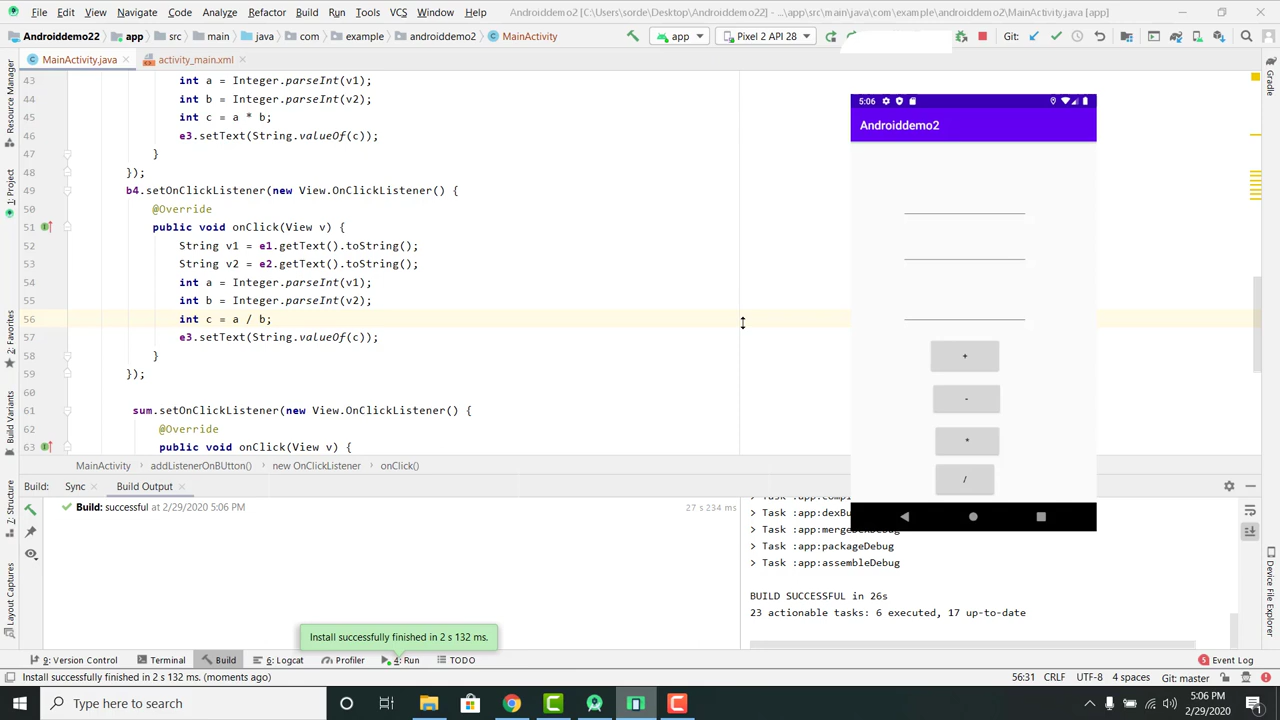 File Edit View Navigate Code Analyze Refactor Build Run Tools VCS Window Help Androiddemo2 [C:\Users\sorde\Desktop\Androiddemo22] - ...\app\src\main\java\com\example\androiddemo2\MainActivity.java [app]
Androiddemo22 app src main java com example androiddemo2 MainActivity app Pixel 2 API 28 Git:
MainActivity.java activity_main.xml
43 int a = Integer.parseInt(v1);
44 int b = Integer.parseInt(v2);
45 int c = a * b;
46 e3.setText(String.valueOf(c));
47 }
48 });
49 b4.setOnClickListener(new View.OnClickListener() {
50 @Override
51 public void onClick(View v) {
52 String v1 = e1.getText().toString();
53 String v2 = e2.getText().toString();
54 int a = Integer.parseInt(v1);
55 int b = Integer.parseInt(v2);
56 int c = a / b;
57 e3.setText(String.valueOf(c));
58 }
59 });
60
61 sum.setOnClickListener(new View.OnClickListener() {
62 @Override
63 public void onClick(View v) {
MainActivity addListenerOnBUtton() new OnClickListener onClick()
Resource Manager
1: Project
2: Favorites
Build Variants
7: Structure
Layout Captures
Gradle
Device File Explorer
5:06
Androiddemo2
+
-
*
/
Build: Sync Build Output
Build: successful at 2/29/2020 5:06 PM 27 s 234 ms
> Task :app:compi
> Task :app:dexBu
> Task :app:mergeDexDebug
> Task :app:packageDebug
> Task :app:assembleDebug
BUILD SUCCESSFUL in 26s
23 actionable tasks: 6 executed, 17 up-to-date
Install successfully finished in 2 s 132 ms.
9: Version Control Terminal Build 6: Logcat Profiler 4: Run TODO Event Log
Install successfully finished in 2 s 132 ms. (moments ago) 56:31 CRLF UTF-8 4 spaces Git: master
Type here to search
5:06 PM
2/29/2020